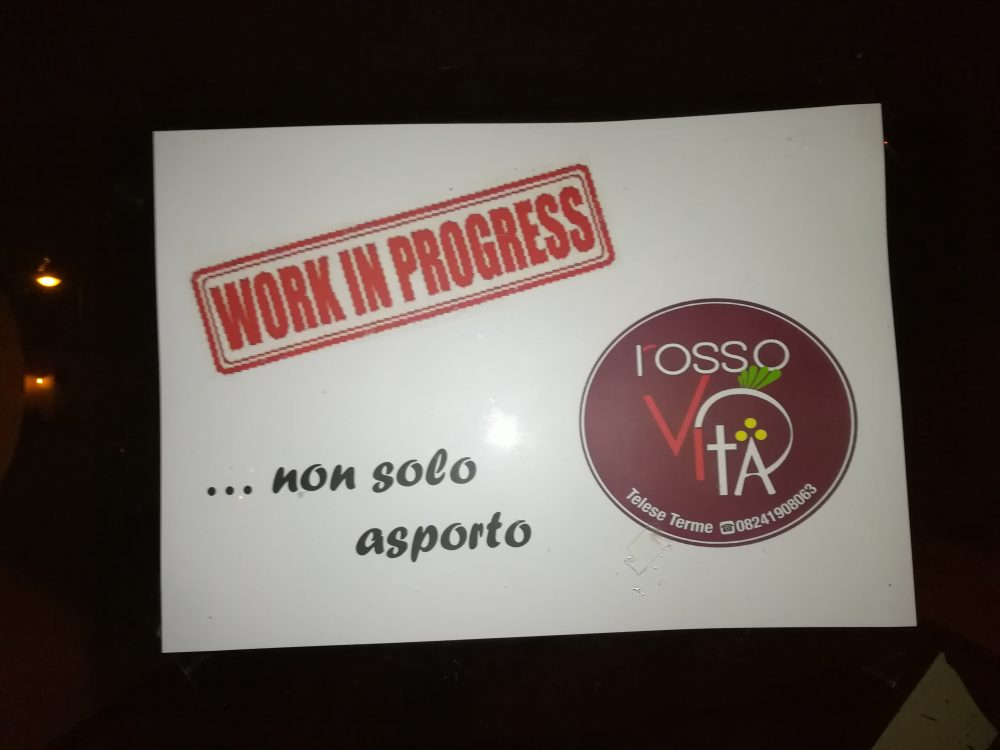 WORK IN PROGRESS
rosso
VITA
Telese Terme ☎08241908063
... non solo
asporto